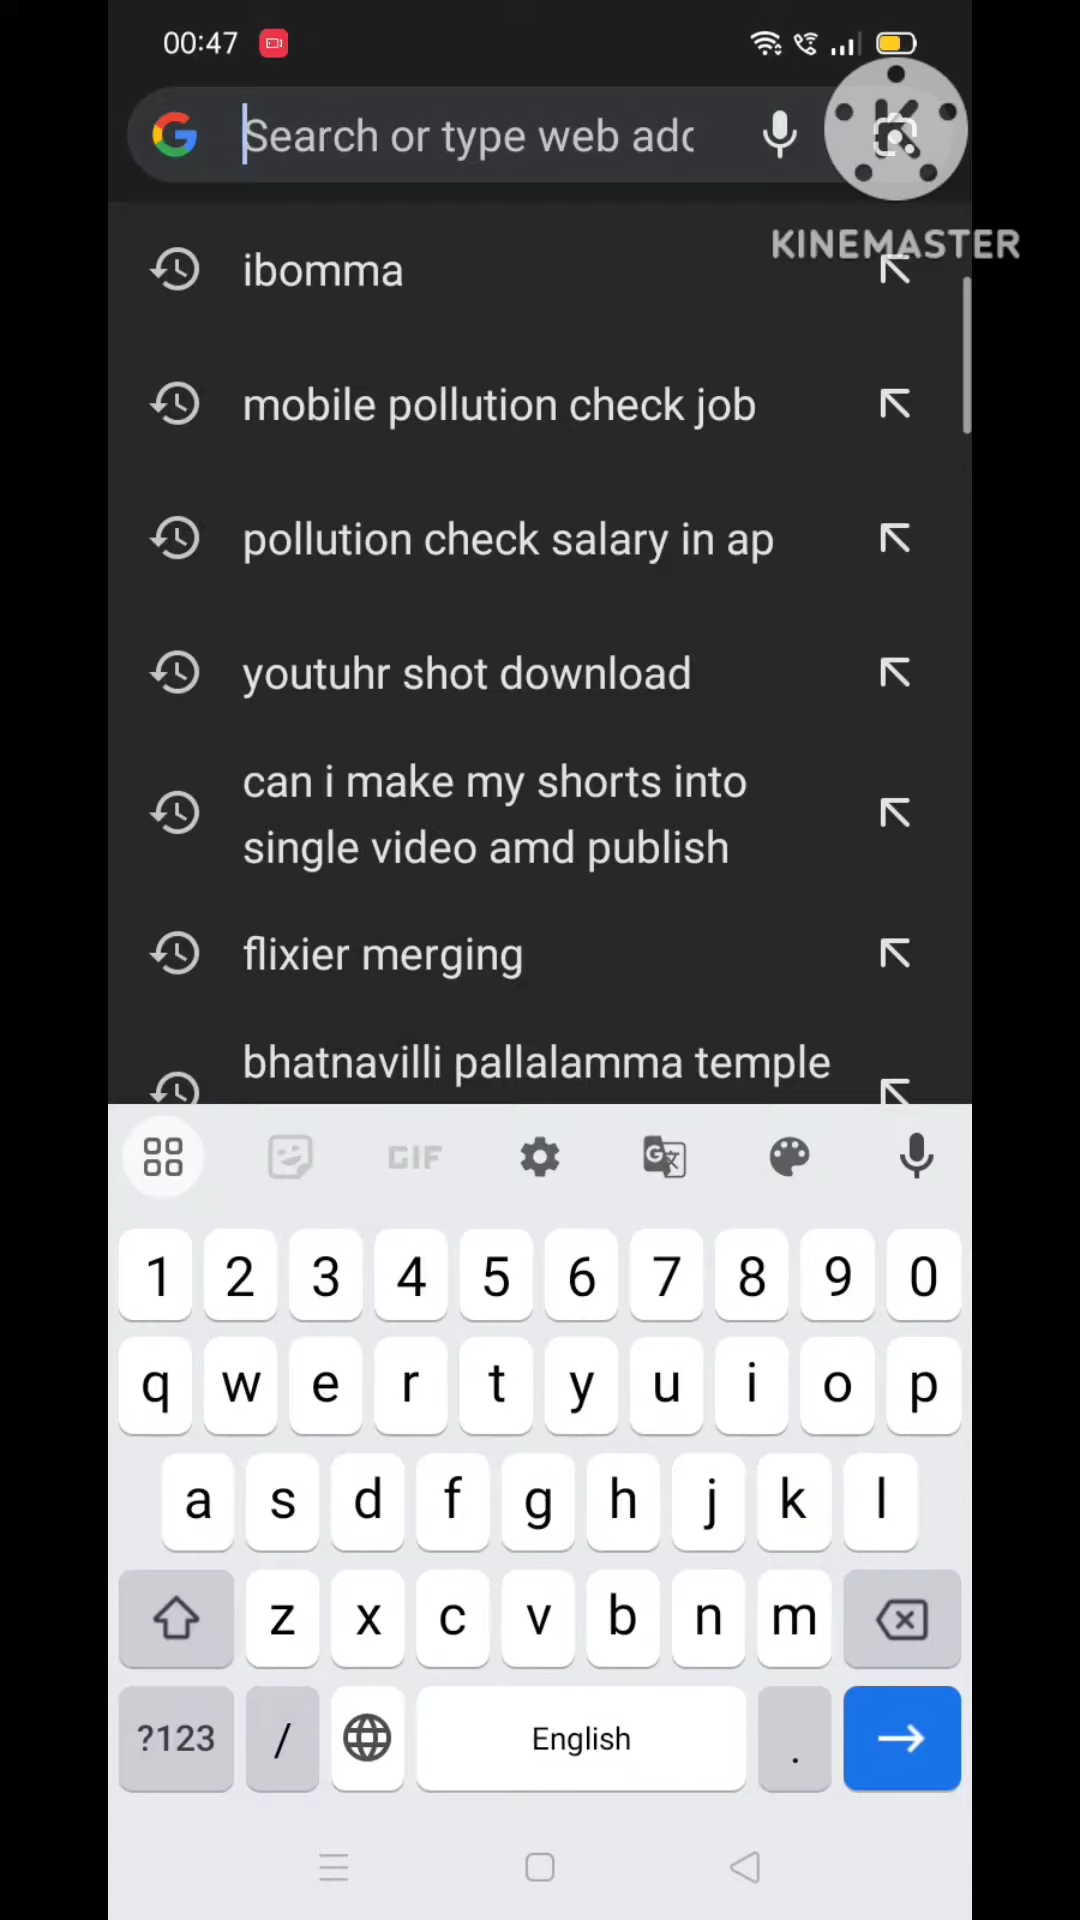 00:47
Search or type web add
KINEMASTER
ibomma
mobile pollution check job
pollution check salary in ap
youtuhr shot download
can i make my shorts into
single video amd publish
flixier merging
bhatnavilli pallalamma temple
GIF
1 2 3 4 5 6 7 8 9 0
q w e r t y u i o p
a s d f g h j k l
z x c v b n m
?123 / English .